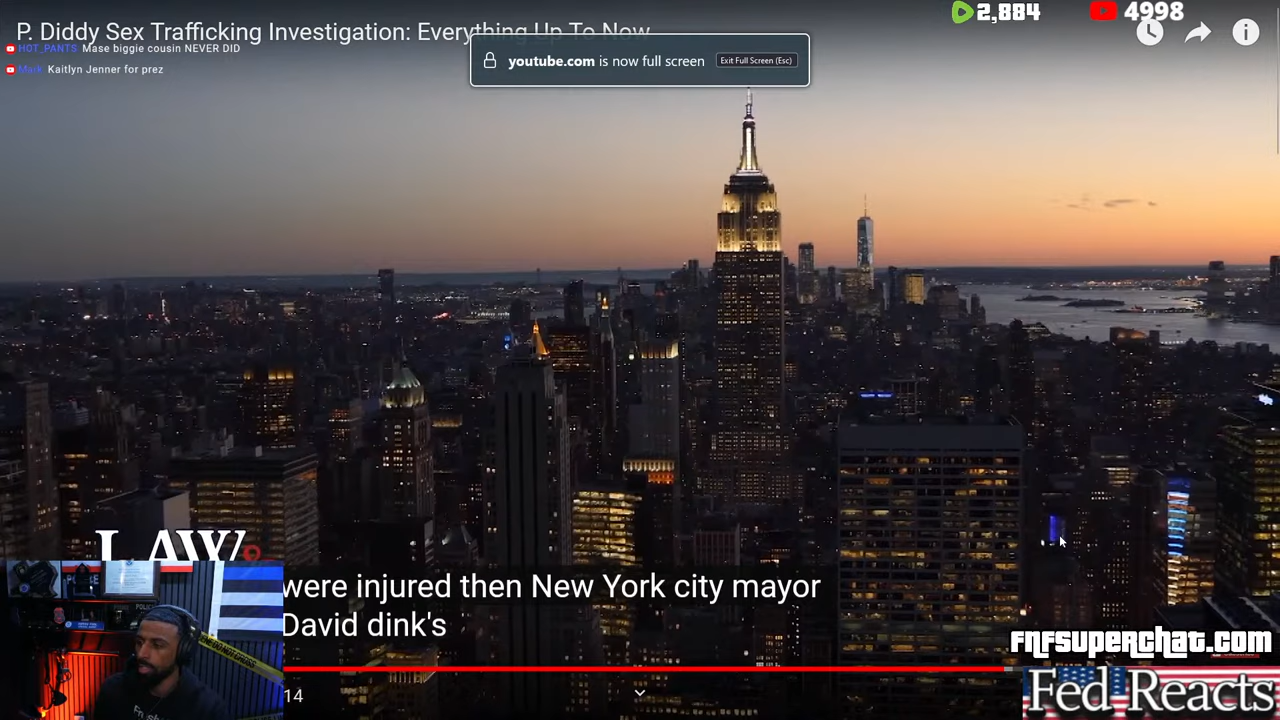 P. Diddy Sex Trafficking Investigation: Everything Up To Now
2,884
4998
HOT_PANTS Mase biggie cousin NEVER DID
Mark Kaitlyn Jenner for prez
youtube.com is now full screen
Exit Full Screen (Esc)
LAW
were injured then New York city mayor
David dink's
14
FNFSUPERCHAT.COM
Fed Reacts